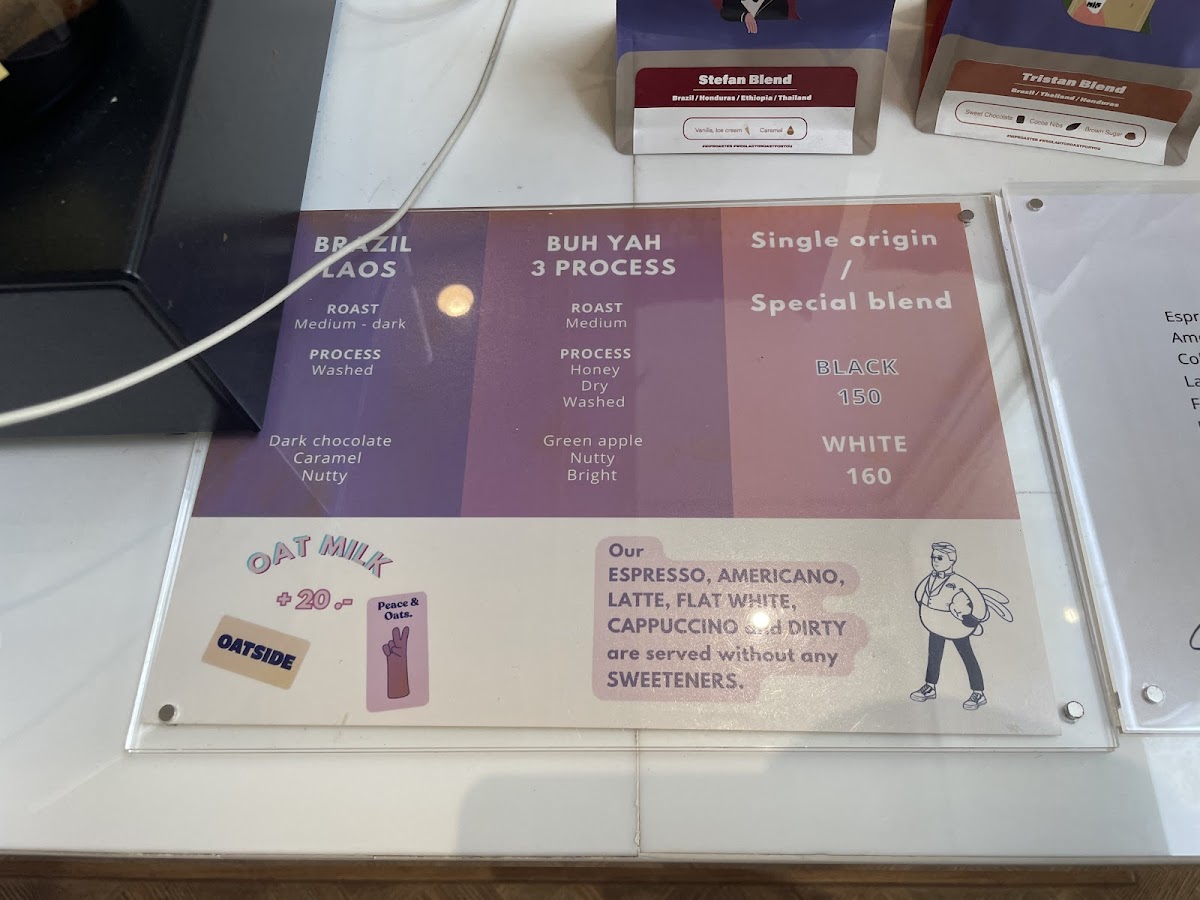 Stefan Blend
Brazil / Honduras / Ethiopia / Thailand
Vanilla, Ice cream Caramel
Tristan Blend
Brazil / Thailand / Honduras
Sweet Chocolate Cocoa Nibs Brown Sugar
BRAZIL
LAOS
ROAST
Medium - dark
PROCESS
Washed
Dark chocolate
Caramel
Nutty
BUH YAH
3 PROCESS
ROAST
Medium
PROCESS
Honey
Dry
Washed
Green apple
Nutty
Bright
Single origin
/
Special blend
BLACK
150
WHITE
160
OAT MILK
+ 20.-
OATSIDE
Peace &
Oats.
Our
ESPRESSO, AMERICANO,
LATTE, FLAT WHITE,
CAPPUCCINO and DIRTY
are served without any
SWEETENERS.